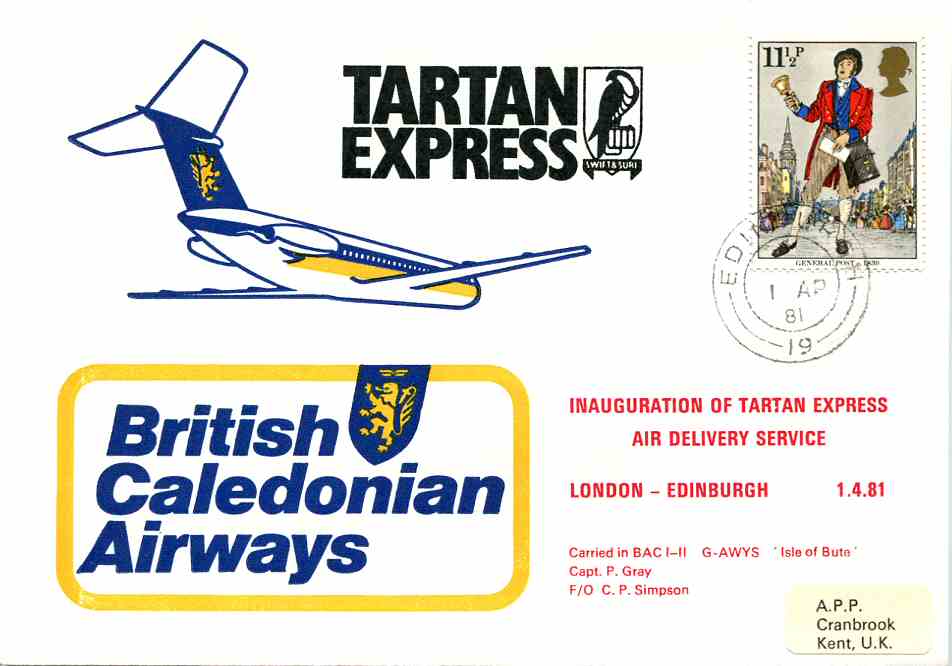 TARTAN
EXPRESS
SWIFT & SURE
11½P
GENERAL POST 1839
1 AP
81
19
British
Caledonian
Airways
INAUGURATION OF TARTAN EXPRESS
AIR DELIVERY SERVICE
LONDON – EDINBURGH 1.4.81
Carried in BAC I–II G-AWYS 'Isle of Bute'
Capt. P. Gray
F/O C. P. Simpson
A.P.P.
Cranbrook
Kent, U.K.